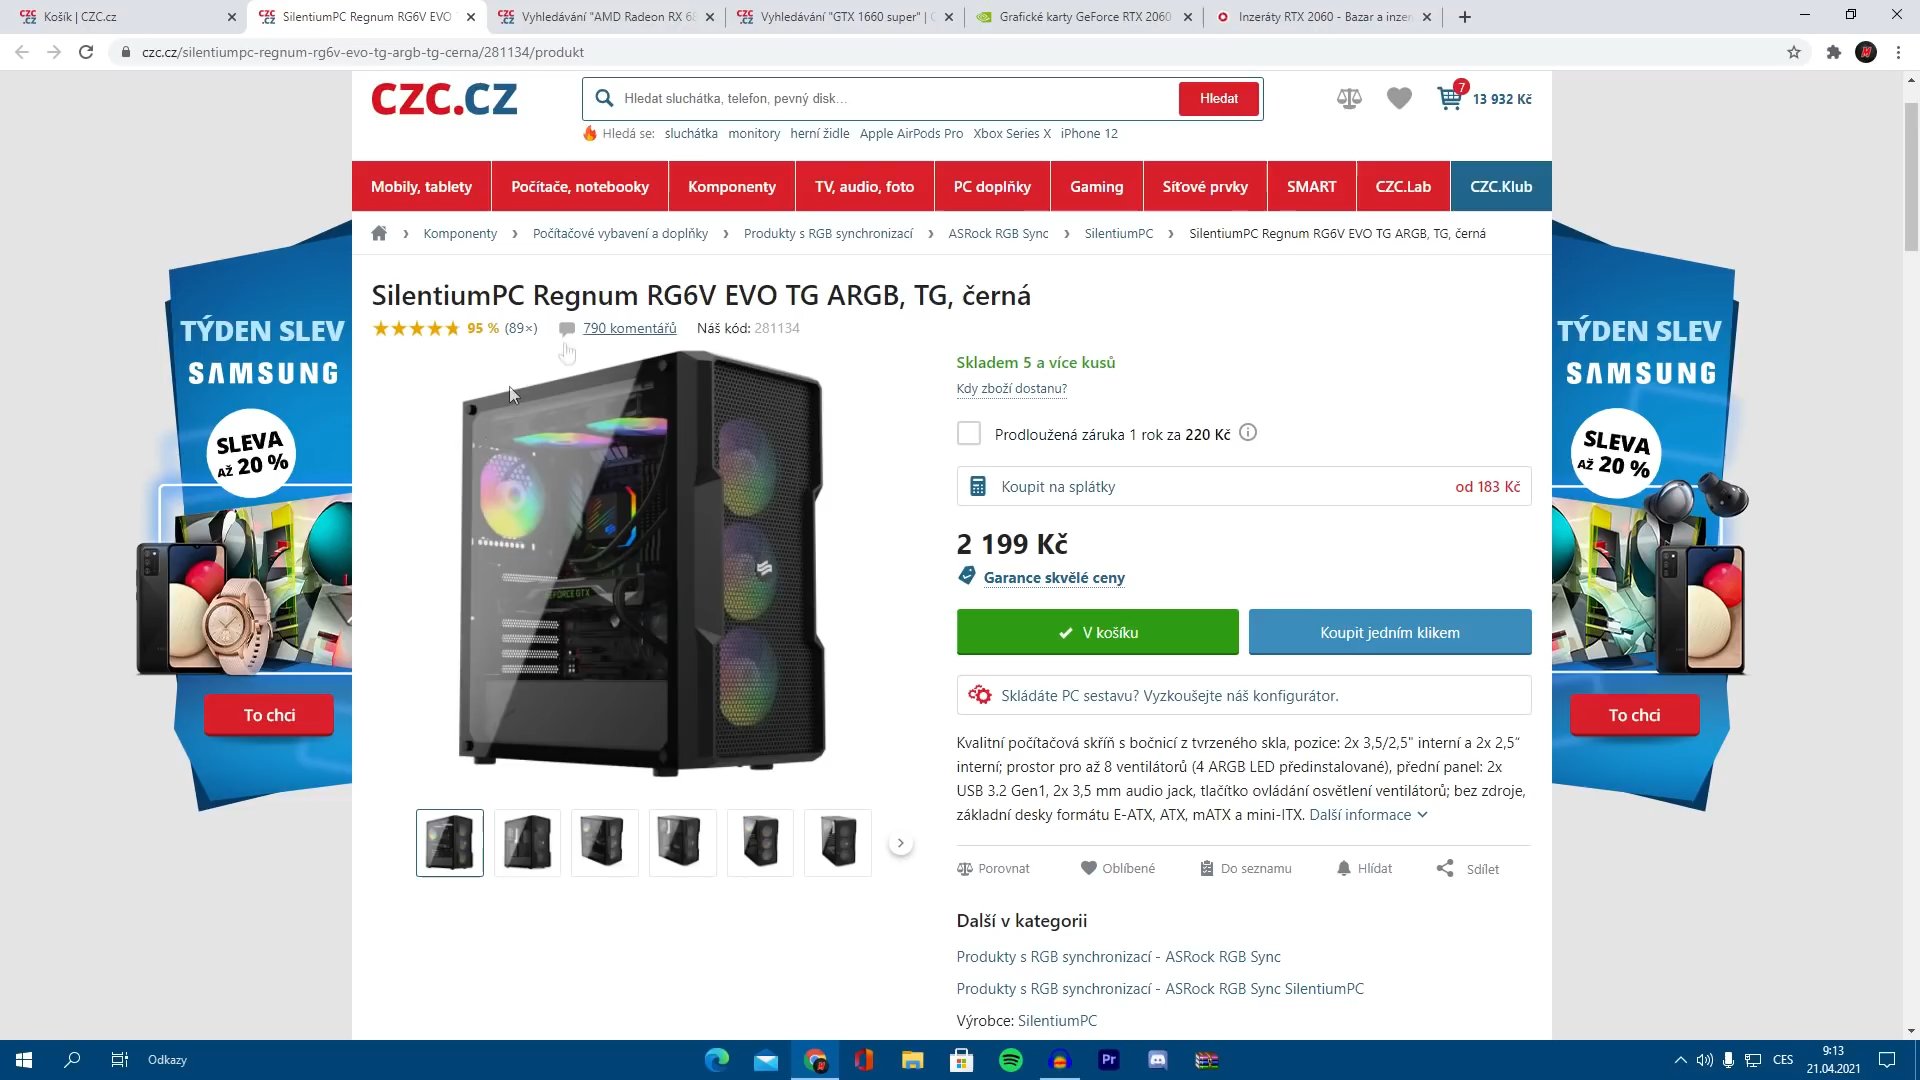 Košík | CZC.cz
SilentiumPC Regnum RG6V EVO
Vyhledávání "AMD Radeon RX 68
Vyhledávání "GTX 1660 super" |
Grafické karty GeForce RTX 2060
Inzeráty RTX 2060 - Bazar a inzer
czc.cz/silentiumpc-regnum-rg6v-evo-tg-argb-tg-cerna/281134/produkt
CZC.CZ
Hledat sluchátka, telefon, pevný disk...
Hledat
7
13 932 Kč
Hledá se: sluchátka monitory herní židle Apple AirPods Pro Xbox Series X iPhone 12
Mobily, tablety
Počítače, notebooky
Komponenty
TV, audio, foto
PC doplňky
Gaming
Síťové prvky
SMART
CZC.Lab
CZC.Klub
Komponenty › Počítačové vybavení a doplňky › Produkty s RGB synchronizací › ASRock RGB Sync › SilentiumPC › SilentiumPC Regnum RG6V EVO TG ARGB, TG, černá
SilentiumPC Regnum RG6V EVO TG ARGB, TG, černá
95 % (89×) 790 komentářů Náš kód: 281134
TÝDEN SLEV
SAMSUNG
SLEVA
AŽ 20 %
To chci
GEFORCE GTX
Skladem 5 a více kusů
Kdy zboží dostanu?
Prodloužená záruka 1 rok za 220 Kč
Koupit na splátky
od 183 Kč
2 199 Kč
Garance skvělé ceny
V košíku
Koupit jedním klikem
Skládáte PC sestavu? Vyzkoušejte náš konfigurátor.
Kvalitní počítačová skříň s bočnicí z tvrzeného skla, pozice: 2x 3,5/2,5" interní a 2x 2,5“
interní; prostor pro až 8 ventilátorů (4 ARGB LED předinstalované), přední panel: 2x
USB 3.2 Gen1, 2x 3,5 mm audio jack, tlačítko ovládání osvětlení ventilátorů; bez zdroje,
základní desky formátu E-ATX, ATX, mATX a mini-ITX. Další informace
Porovnat
Oblíbené
Do seznamu
Hlídat
Sdílet
Další v kategorii
Produkty s RGB synchronizací - ASRock RGB Sync
Produkty s RGB synchronizací - ASRock RGB Sync SilentiumPC
Výrobce: SilentiumPC
TÝDEN SLEV
SAMSUNG
SLEVA
AŽ 20 %
To chci
Odkazy
Pr
CES
9:13
21.04.2021